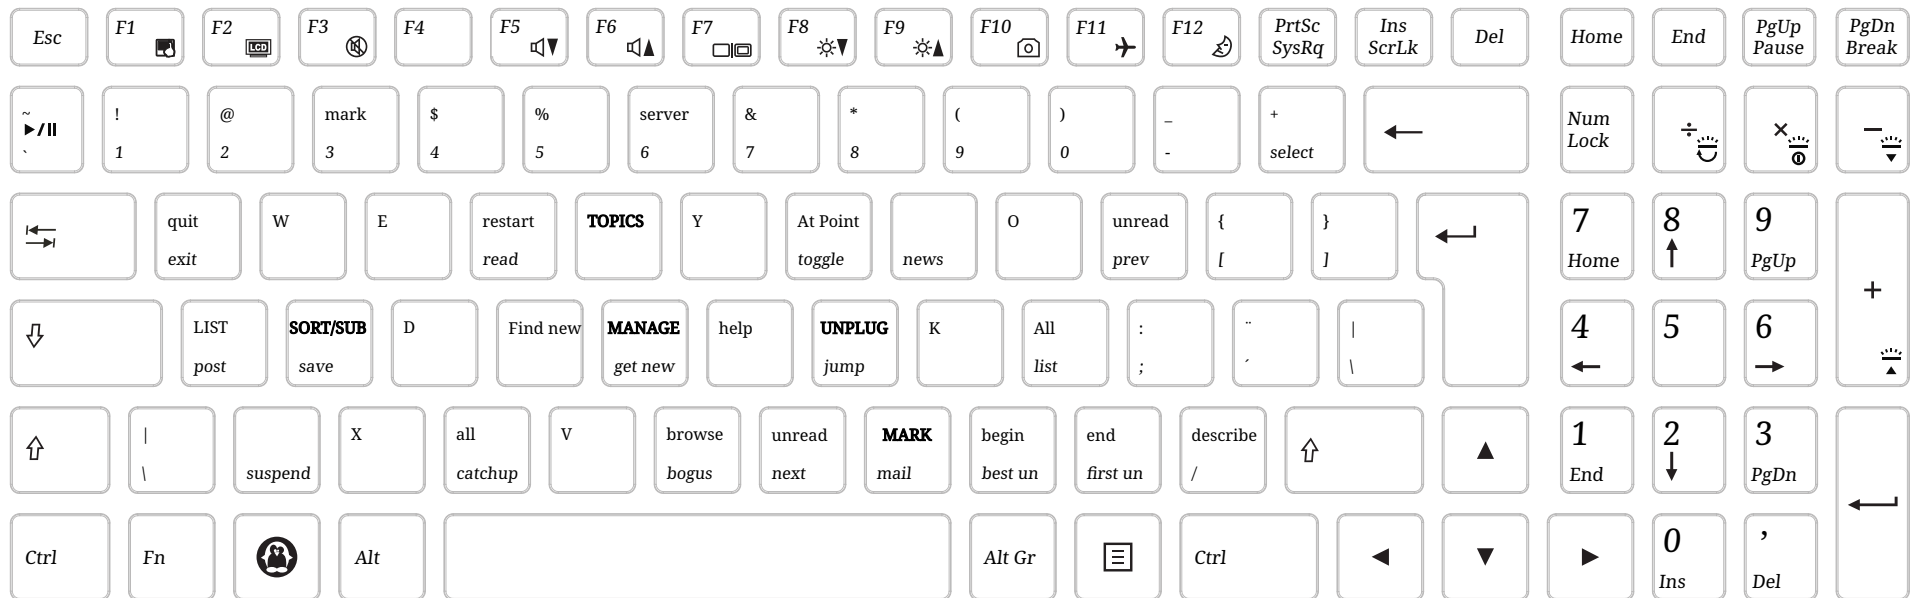 Esc
F1
F2
LCD
F3
F4
F5
F6
F7
F8
F9
F10
F11
F12
PrtSc
SysRq
Ins
ScrLk
Del
Home
End
PgUp
Pause
PgDn
Break
~
`
!
1
@
2
mark
3
$
4
%
5
server
6
&
7
*
8
(
9
)
0
_
-
+
select
Num
Lock
÷
×
−
quit
exit
W
E
restart
read
TOPICS
Y
At Point
toggle
news
O
unread
prev
{
[
}
]
7
Home
8
9
PgUp
+
LIST
post
SORT/SUB
save
D
Find new
MANAGE
get new
help
UNPLUG
jump
K
All
list
:
;
¨
´
|
\
4
5
6
|
\
suspend
X
all
catchup
V
browse
bogus
unread
next
MARK
mail
begin
best un
end
first un
describe
/
1
End
2
3
PgDn
Ctrl
Fn
Alt
Alt Gr
Ctrl
0
Ins
,
Del